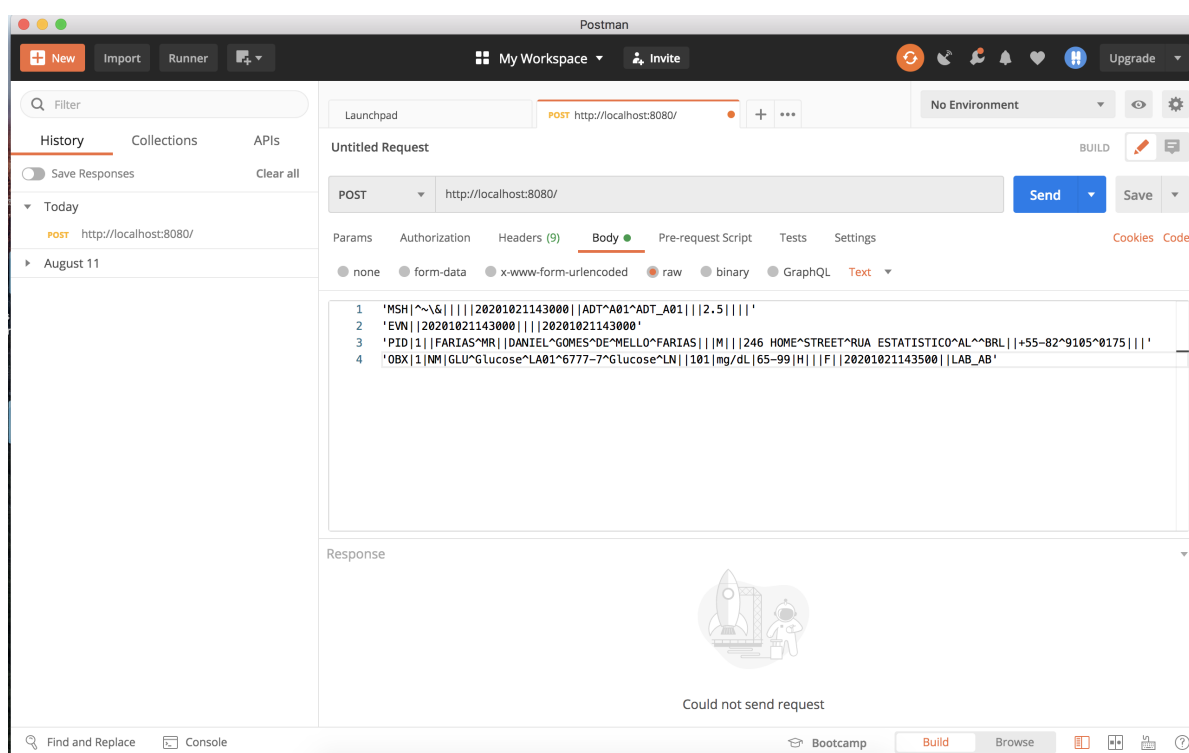 Postman
New Import Runner My Workspace Invite Upgrade
Filter
History Collections APIs
Save Responses Clear all
Today
POST http://localhost:8080/
August 11
Launchpad POST http://localhost:8080/ No Environment
Untitled Request BUILD
POST http://localhost:8080/ Send Save
Params Authorization Headers (9) Body Pre-request Script Tests Settings Cookies Code
none form-data x-www-form-urlencoded raw binary GraphQL Text
1 'MSH|^~\&|||||20201021143000||ADT^A01^ADT_A01|||2.5||||'
2 'EVN||20201021143000||||20201021143000'
3 'PID|1||FARIAS^MR||DANIEL^GOMES^DE^MELLO^FARIAS|||M|||246 HOME^STREET^RUA ESTATISTICO^AL^^BRL||+55-82^9105^0175|||'
4 'OBX|1|NM|GLU^Glucose^LA01^6777-7^Glucose^LN||101|mg/dL|65-99|H|||F||20201021143500||LAB_AB'
Response
Could not send request
Find and Replace Console Bootcamp Build Browse